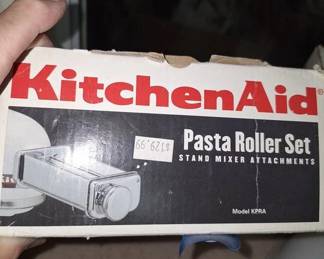 KitchenAid®
Pasta Roller Set
STAND MIXER ATTACHMENTS
$129.99
Model KPRA